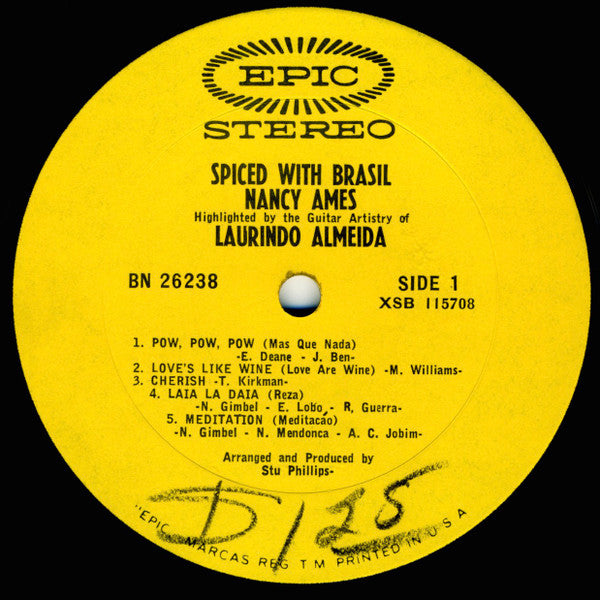 EPIC
STEREO
SPICED WITH BRASIL
NANCY AMES
Highlighted by the Guitar Artistry of
LAURINDO ALMEIDA
BN 26238
SIDE 1
XSB 115708
1. POW, POW, POW (Mas Que Nada)
-E. Deane - J. Ben-
2. LOVE'S LIKE WINE (Love Are Wine) -M. Williams-
3. CHERISH -T. Kirkman-
4. LAIA LA DAIA (Reza)
-N. Gimbel - E. Lobo - R, Guerra-
5. MEDITATION (Meditacão)
-N. Gimbel - N. Mendonca - A. C. Jobim-
Arranged and Produced by
Stu Phillips-
D/125
"EPIC, MARCAS REG T M PRINTED IN U S A